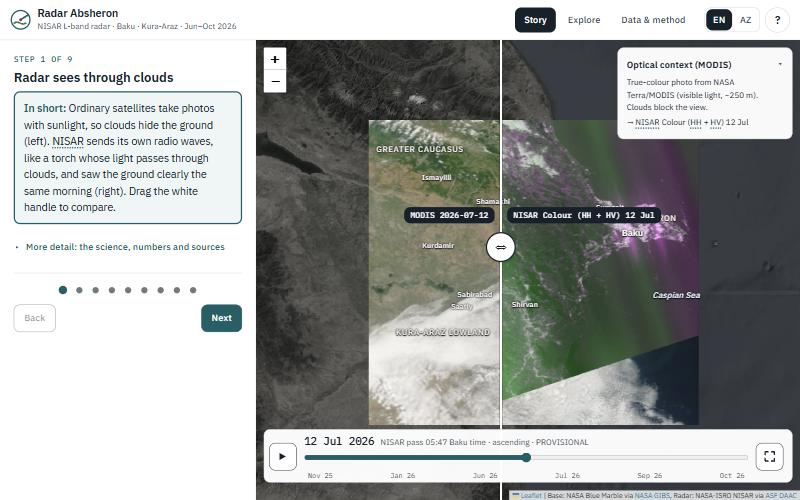 Radar Absheron
NISAR L-band radar · Baku · Kura-Araz · Jun–Oct 2026
Story
Explore
Data & method
EN
AZ
?
STEP 1 OF 9
Radar sees through clouds
In short: Ordinary satellites take photos
with sunlight, so clouds hide the ground
(left). NISAR sends its own radio waves,
like a torch whose light passes through
clouds, and saw the ground clearly the
same morning (right). Drag the white
handle to compare.
More detail: the science, numbers and sources
Back
Next
+
−
Optical context (MODIS)
True-colour photo from NASA
Terra/MODIS (visible light, ~250 m).
Clouds block the view.
→ NISAR Colour (HH + HV) 12 Jul
GREATER CAUCASUS
Ismayilli
MODIS 2026-07-12
NISAR Colour (HH + HV) 12 Jul
Baku
Kurdamir
Sabirabad
Saatly
Shirvan
Caspian Sea
KURA-ARAZ LOWLAND
12 Jul 2026 NISAR pass 05:47 Baku time · ascending · PROVISIONAL
Nov 25
Jan 26
Jun 26
Jul 26
Sep 26
Oct 26
Leaflet | Base: NASA Blue Marble via NASA GIBS, Radar: NASA-ISRO NISAR via ASF DAAC